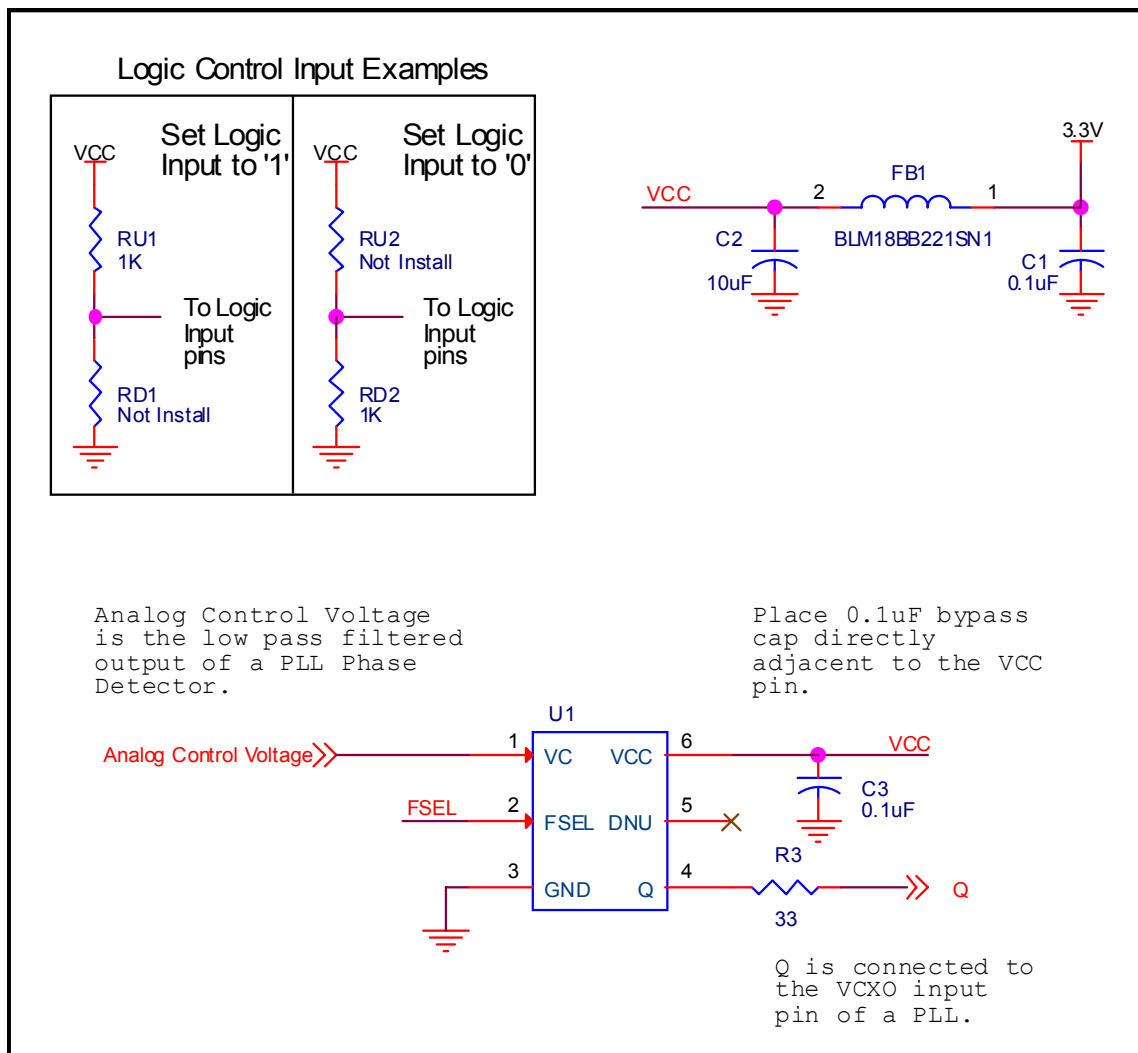 Logic Control Input Examples
Set Logic
Input to '1'
VCC
RU1
1K
To Logic
Input
pins
RD1
Not Install
Set Logic
Input to '0'
VCC
RU2
Not Install
To Logic
Input
pins
RD2
1K
3.3V
VCC
2
FB1
1
BLM18BB221SN1
C2
10uF
C1
0.1uF
Analog Control Voltage
is the low pass filtered
output of a PLL Phase
Detector.
Place 0.1uF bypass
cap directly
adjacent to the VCC
pin.
U1
Analog Control Voltage
1
VC
VCC
6
VCC
C3
0.1uF
FSEL
2
FSEL
DNU
5
3
GND
Q
4
R3
33
Q
Q is connected to
the VCXO input
pin of a PLL.